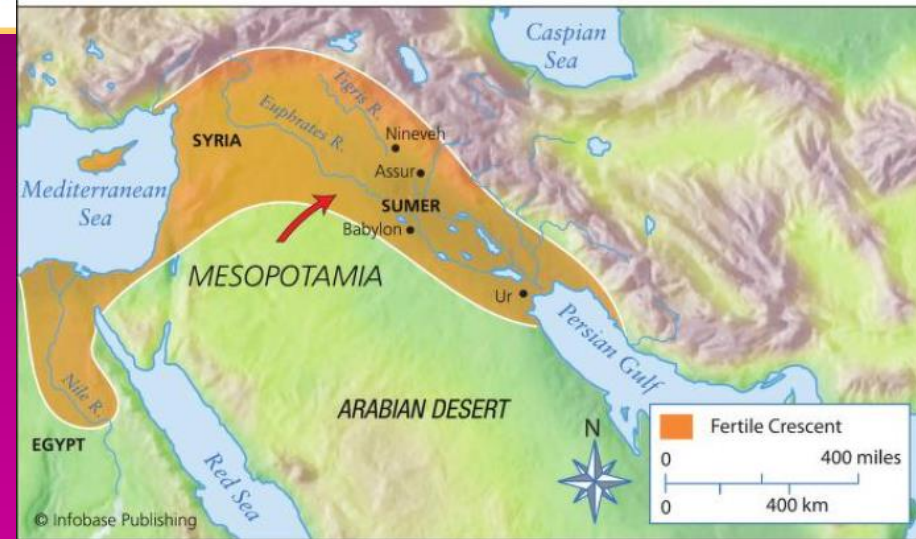 Caspian
Sea
Tigris R.
Euphrates R.
Nineveh
SYRIA
Assur
Mediterranean
Sea
SUMER
Babylon
MESOPOTAMIA
Ur
Persian Gulf
Nile R.
ARABIAN DESERT
N
Fertile Crescent
EGYPT
Red Sea
0 400 miles
0 400 km
© Infobase Publishing